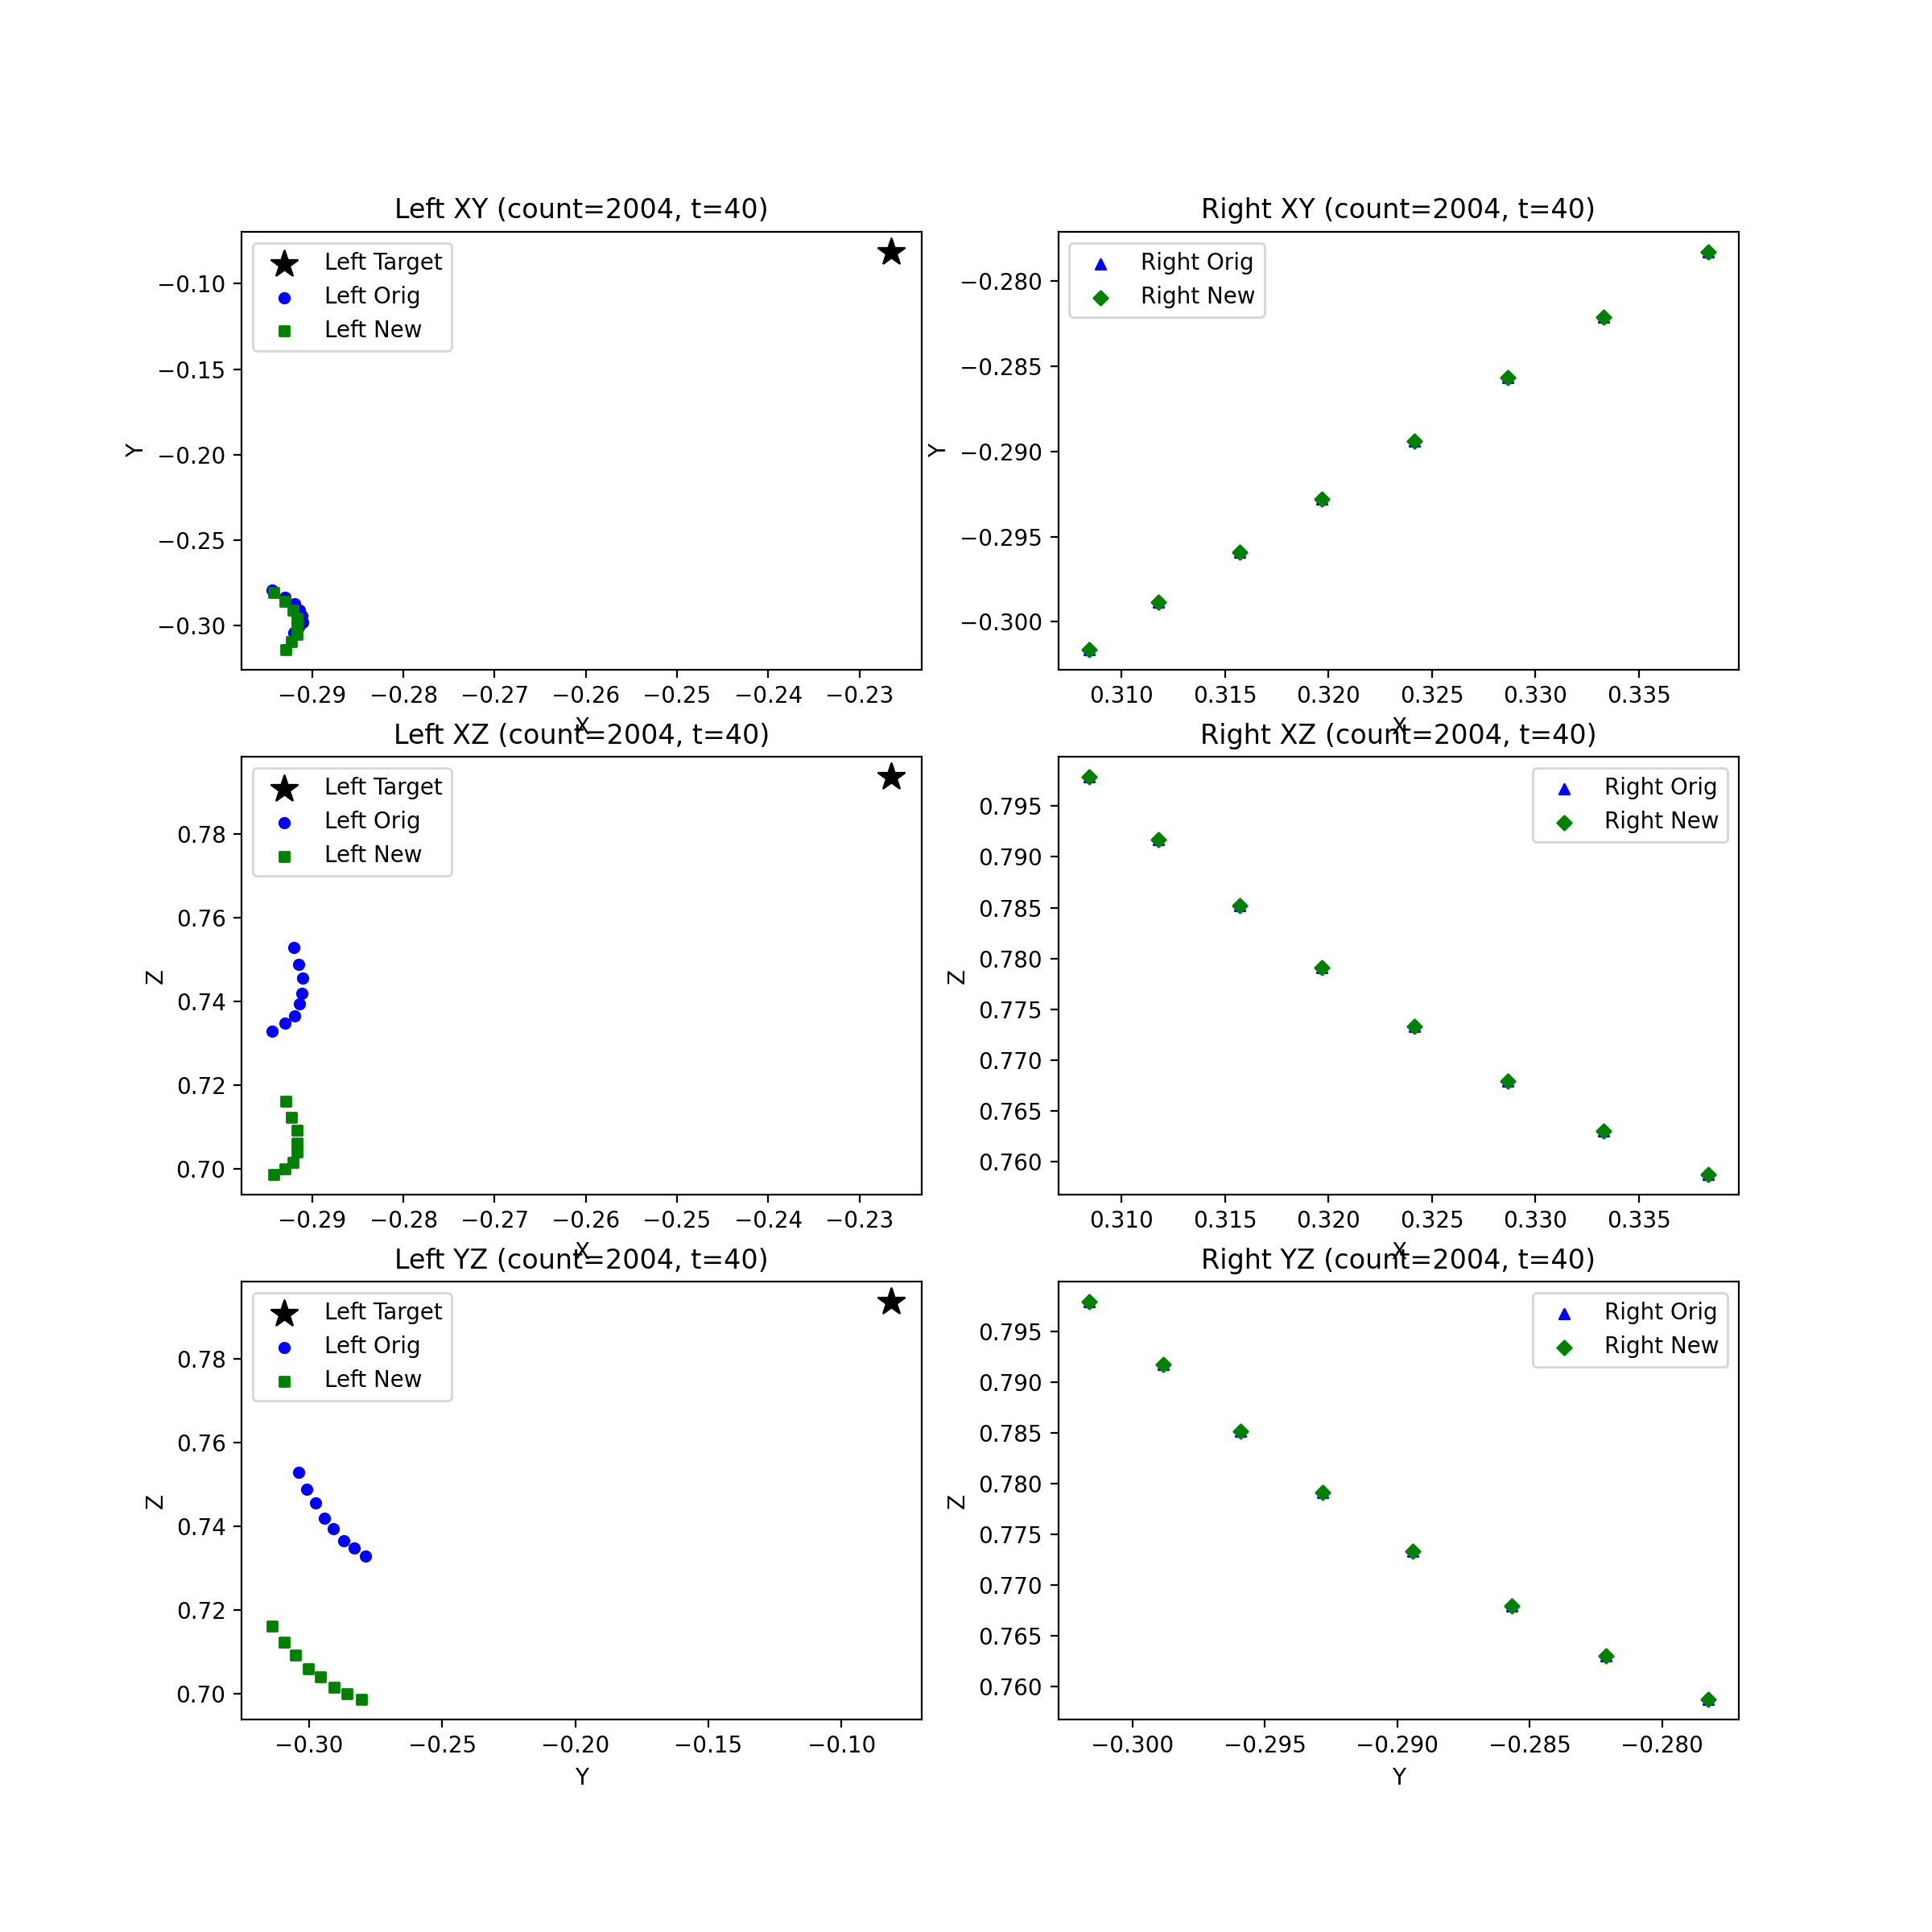 Left XY (count=2004, t=40)
Left Target
Left Orig
Left New
Y
−0.10
−0.15
−0.20
−0.25
−0.30
−0.29
−0.28
−0.27
−0.26
−0.25
−0.24
−0.23
X
Right XY (count=2004, t=40)
Right Orig
Right New
Y
−0.280
−0.285
−0.290
−0.295
−0.300
0.310
0.315
0.320
0.325
0.330
0.335
X
Left XZ (count=2004, t=40)
Left Target
Left Orig
Left New
Z
0.78
0.76
0.74
0.72
0.70
−0.29
−0.28
−0.27
−0.26
−0.25
−0.24
−0.23
X
Right XZ (count=2004, t=40)
Right Orig
Right New
Z
0.795
0.790
0.785
0.780
0.775
0.770
0.765
0.760
0.310
0.315
0.320
0.325
0.330
0.335
X
Left YZ (count=2004, t=40)
Left Target
Left Orig
Left New
Z
0.78
0.76
0.74
0.72
0.70
−0.30
−0.25
−0.20
−0.15
−0.10
Y
Right YZ (count=2004, t=40)
Right Orig
Right New
Z
0.795
0.790
0.785
0.780
0.775
0.770
0.765
0.760
−0.300
−0.295
−0.290
−0.285
−0.280
Y